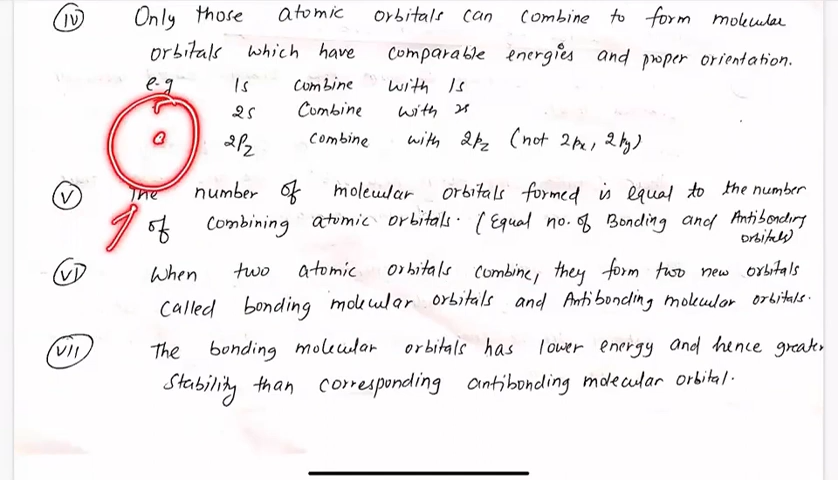 (iv) Only those atomic orbitals can combine to form molecular
orbitals which have comparable energies and proper orientation.
e.g 1s combine with 1s
2s Combine with 2s
2Pz combine with 2Pz (not 2px, 2py)
(v) The number of molecular orbitals formed is equal to the number
of combining atomic orbitals. (Equal no. of Bonding and Antibonding
orbitals)
(vi) When two atomic orbitals combine, they form two new orbitals
called bonding molecular orbitals and Antibonding molecular orbitals.
(vii) The bonding molecular orbitals has lower energy and hence greater
stability than corresponding antibonding molecular orbital.